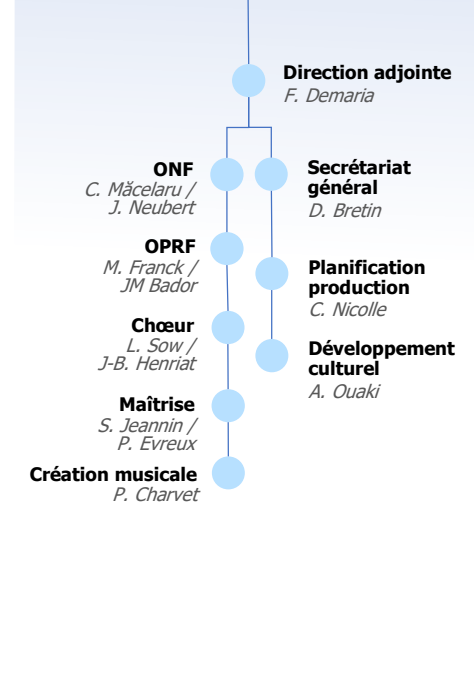 Direction adjointe
F. Demaria
ONF
C. Măcelaru /
J. Neubert
OPRF
M. Franck /
JM Bador
Chœur
L. Sow /
J-B. Henriat
Maîtrise
S. Jeannin /
P. Evreux
Création musicale
P. Charvet
Secrétariat
général
D. Bretin
Planification
production
C. Nicolle
Développement
culturel
A. Ouaki